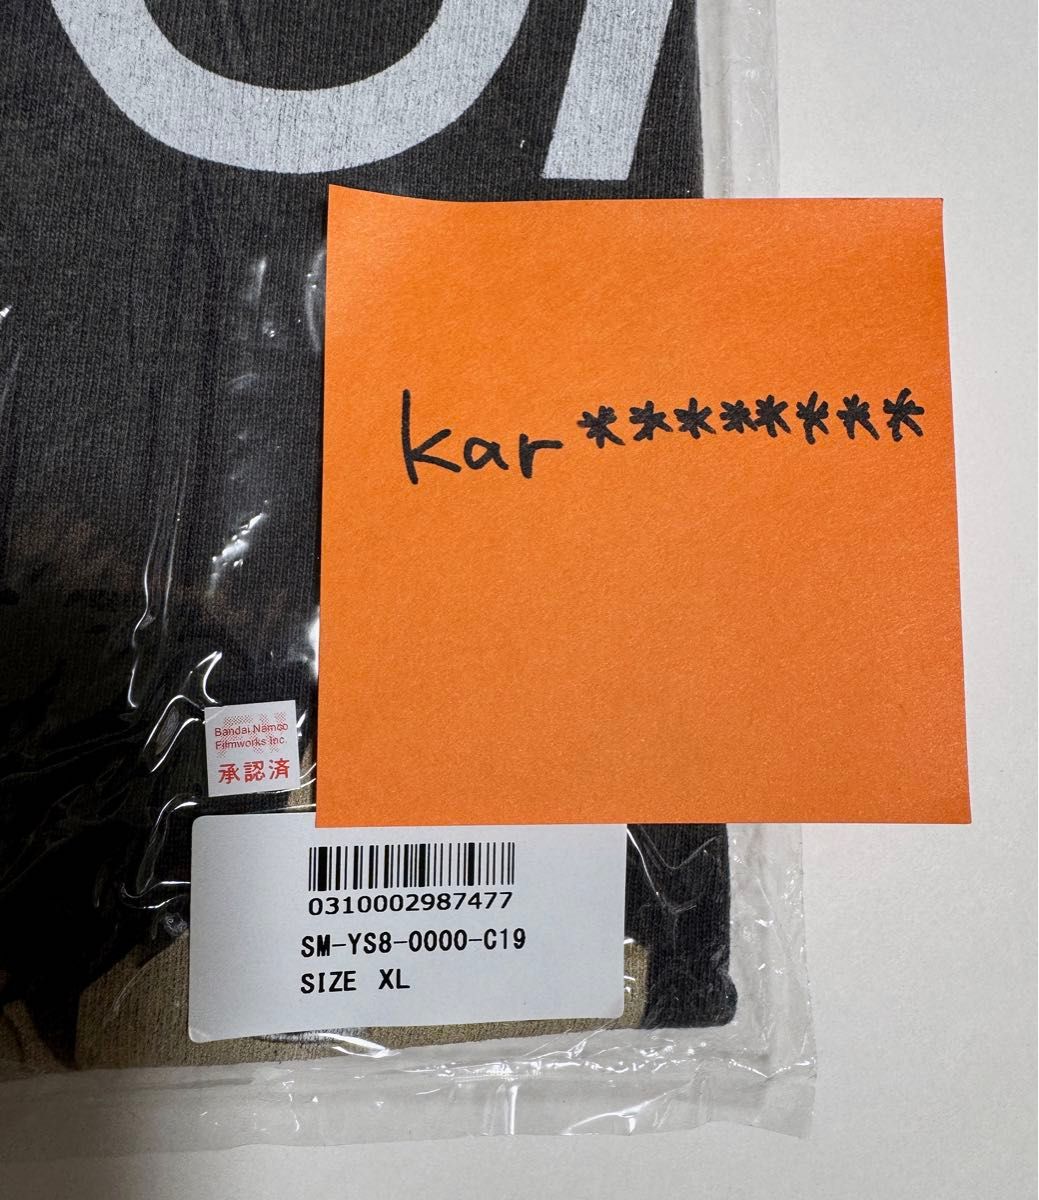 kar********
Bandai Namco
Filmworks Inc.
承認済
0310002987477
SM-YS8-0000-C19
SIZE XL